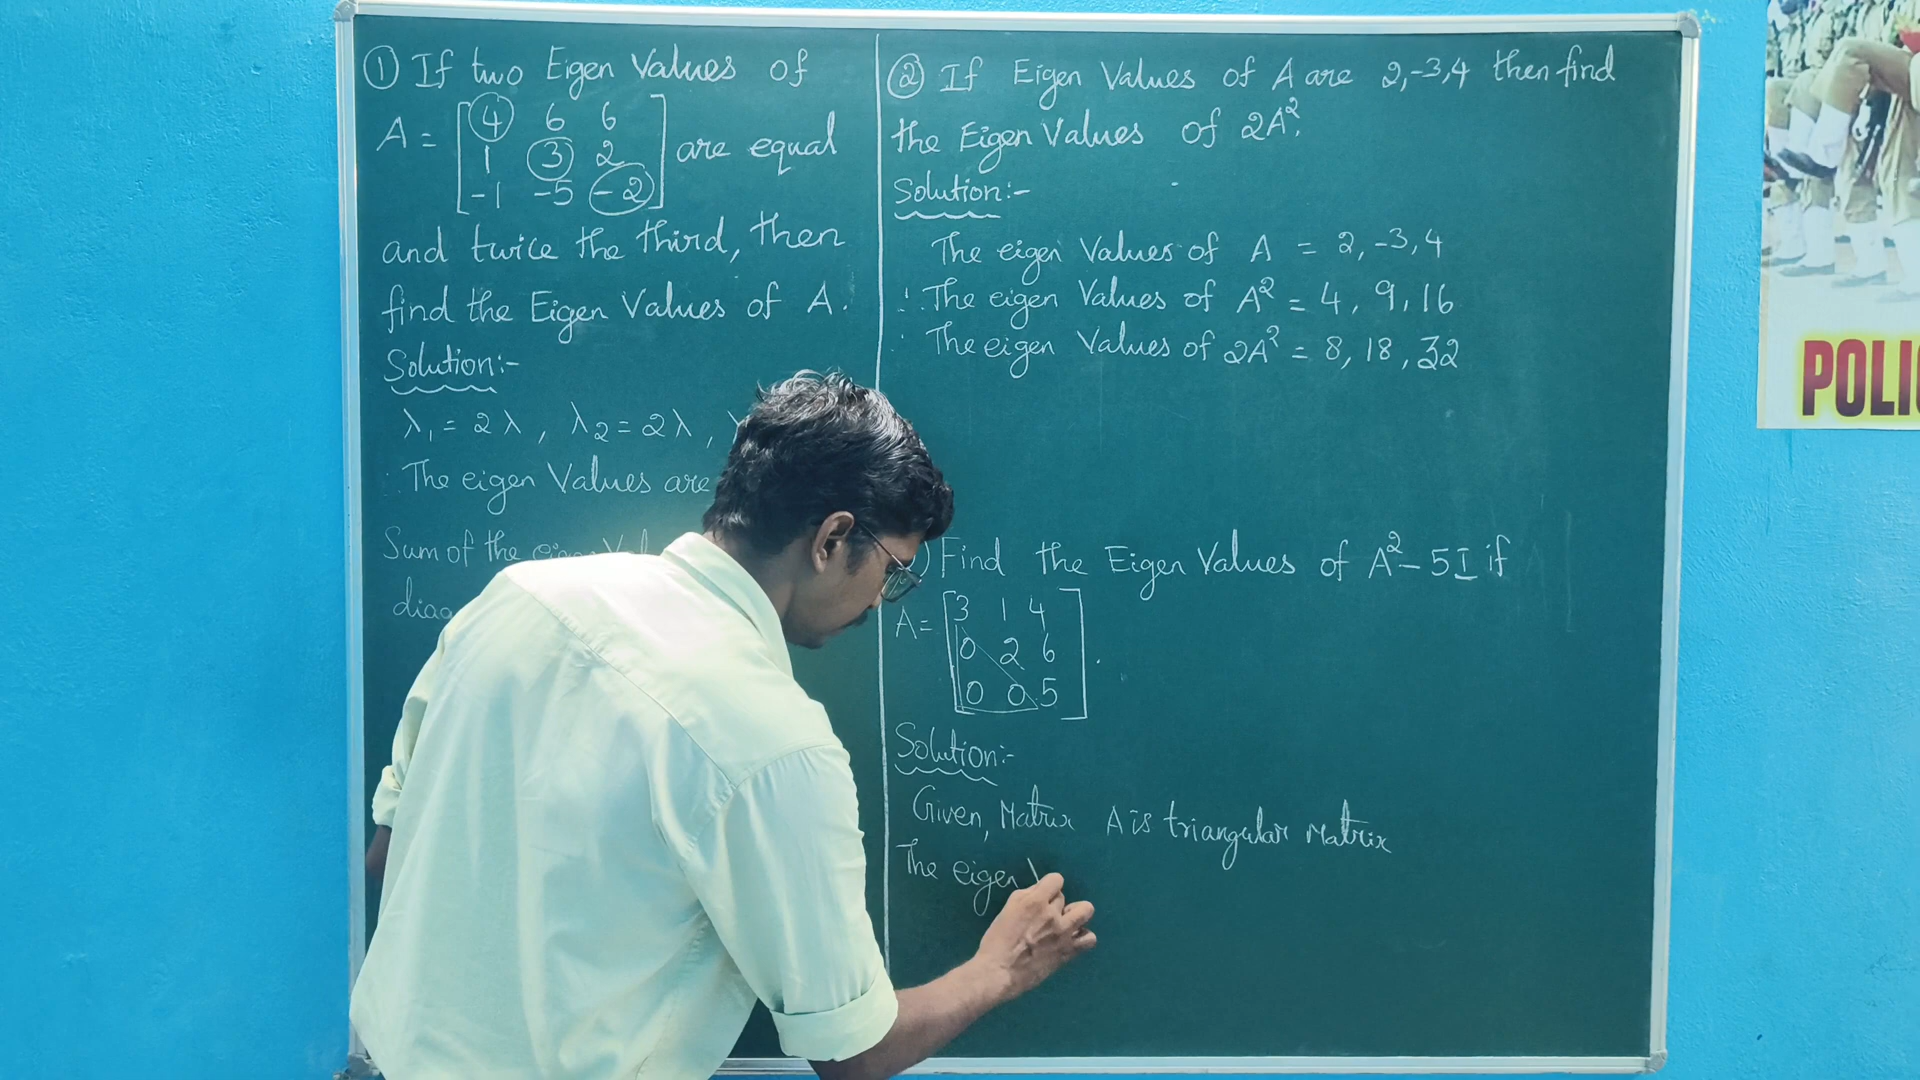 ① If two Eigen Values of
A = [4 6 6
1 3 2
-1 -5 -2] are equal
and twice the third, then
find the Eigen Values of A.
Solution:-
λ₁ = 2λ, λ₂ = 2λ,
The eigen Values are
Sum of the
② If Eigen Values of A are 2,-3,4 then find
the Eigen Values of 2A².
Solution:-
The eigen Values of A = 2,-3,4
∴ The eigen Values of A² = 4, 9, 16
∴ The eigen Values of 2A² = 8, 18, 32
) Find the Eigen Values of A² - 5I if
A = [3 1 4
0 2 6
0 0 5].
Solution:-
Given, Matrix A is triangular Matrix
The eigen
POLI